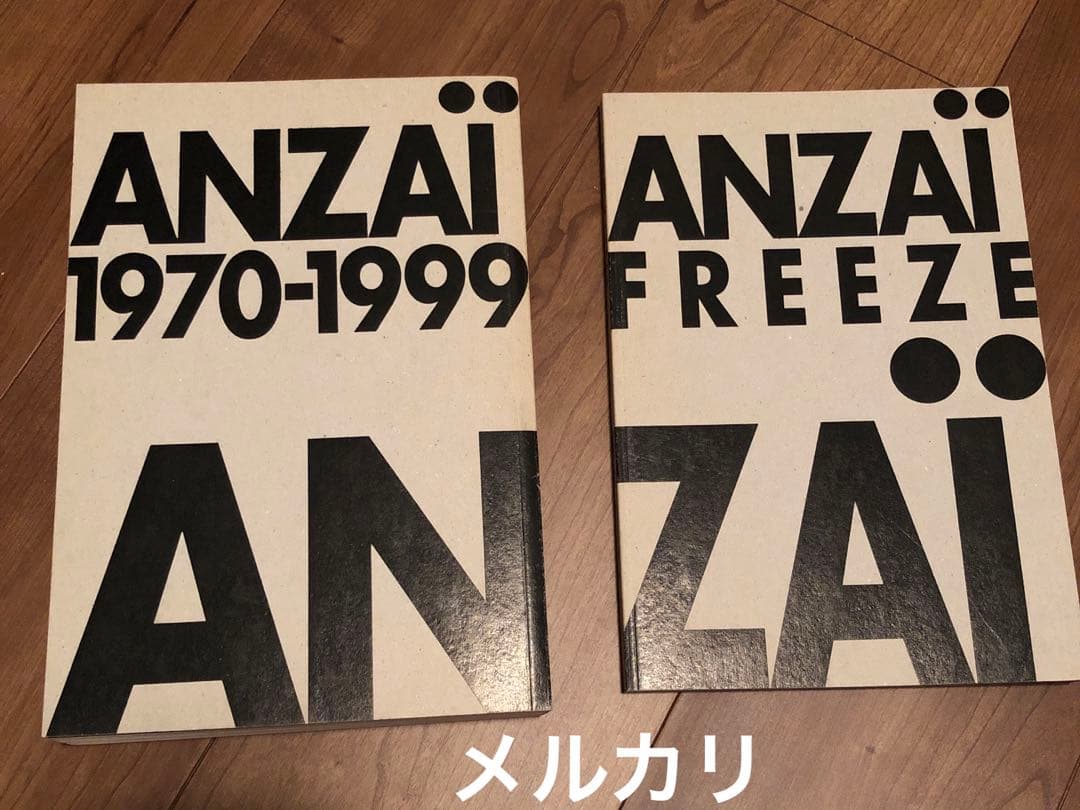 ANZAÏ
1970-1999
AN
ANZAÏ
FREEZE
ZAÏ
メルカリ